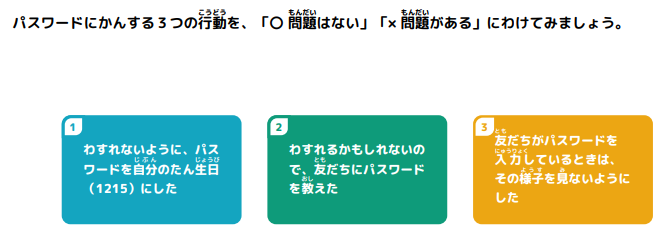 パスワードにかんする３つの行動を、「〇 問題はない」「× 問題がある」にわけてみましょう。
1
わすれないように、パス
ワードを自分のたん生日
（1215）にした
2
わすれるかもしれないの
で、友だちにパスワード
を教えた
3
友だちがパスワードを
入力しているときは、
その様子を見ないように
した